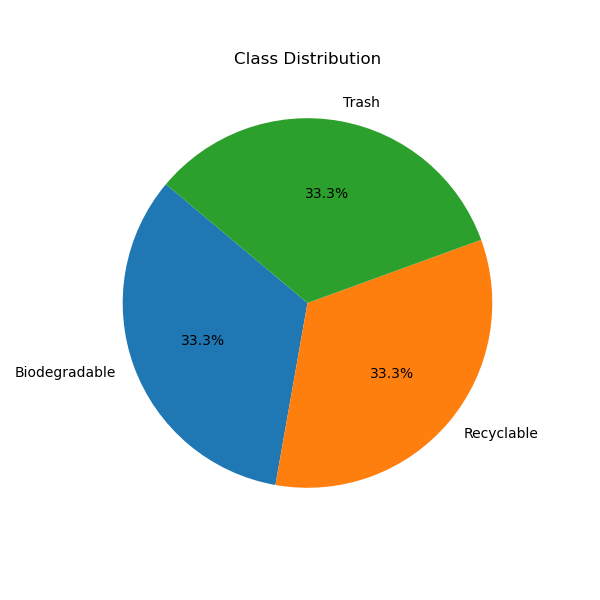 Class Distribution
Trash
33.3%
33.3%
Biodegradable
33.3%
Recyclable